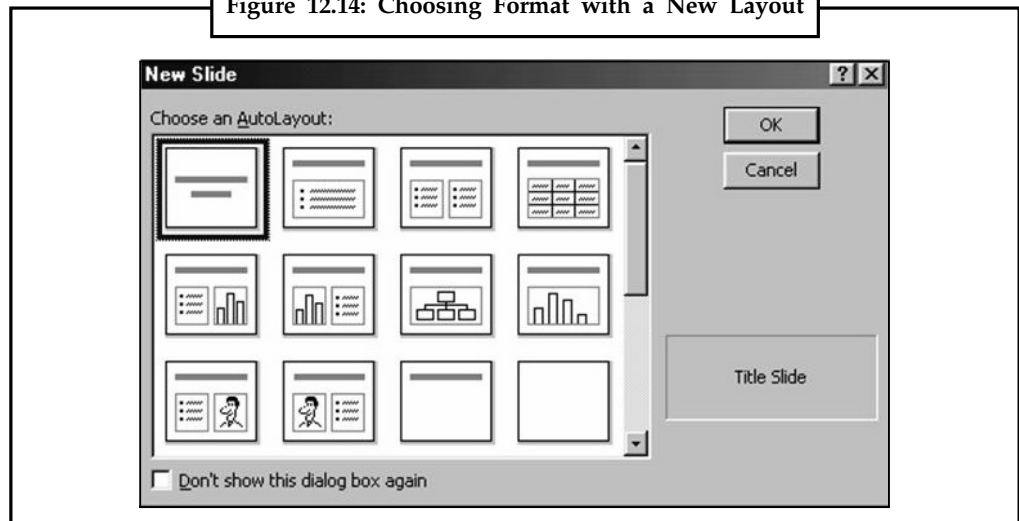 Figure 12.14: Choosing Format with a New Layout
New Slide
Choose an AutoLayout:
OK
Cancel
Title Slide
Don't show this dialog box again